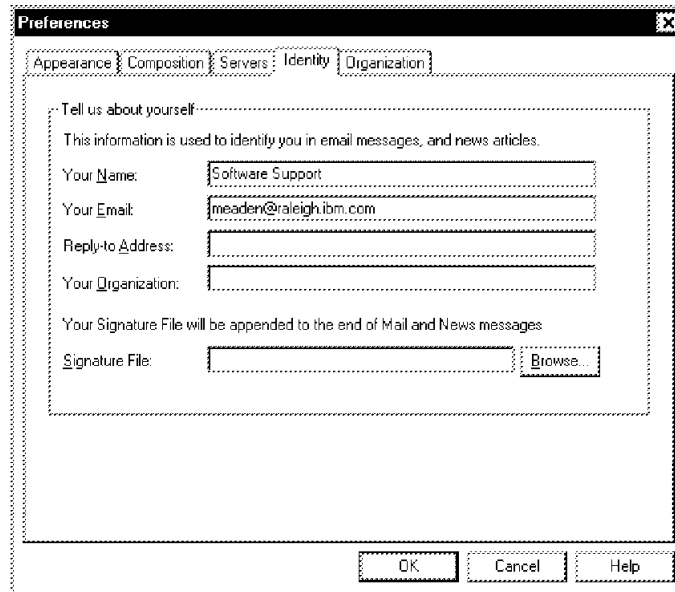 Preferences
Appearance Composition Servers Identity Organization
Tell us about yourself
This information is used to identify you in email messages, and news articles.
Your Name: Software Support
Your Email: meaden@raleigh.ibm.com
Reply-to Address:
Your Organization:
Your Signature File will be appended to the end of Mail and News messages
Signature File: Browse...
OK Cancel Help